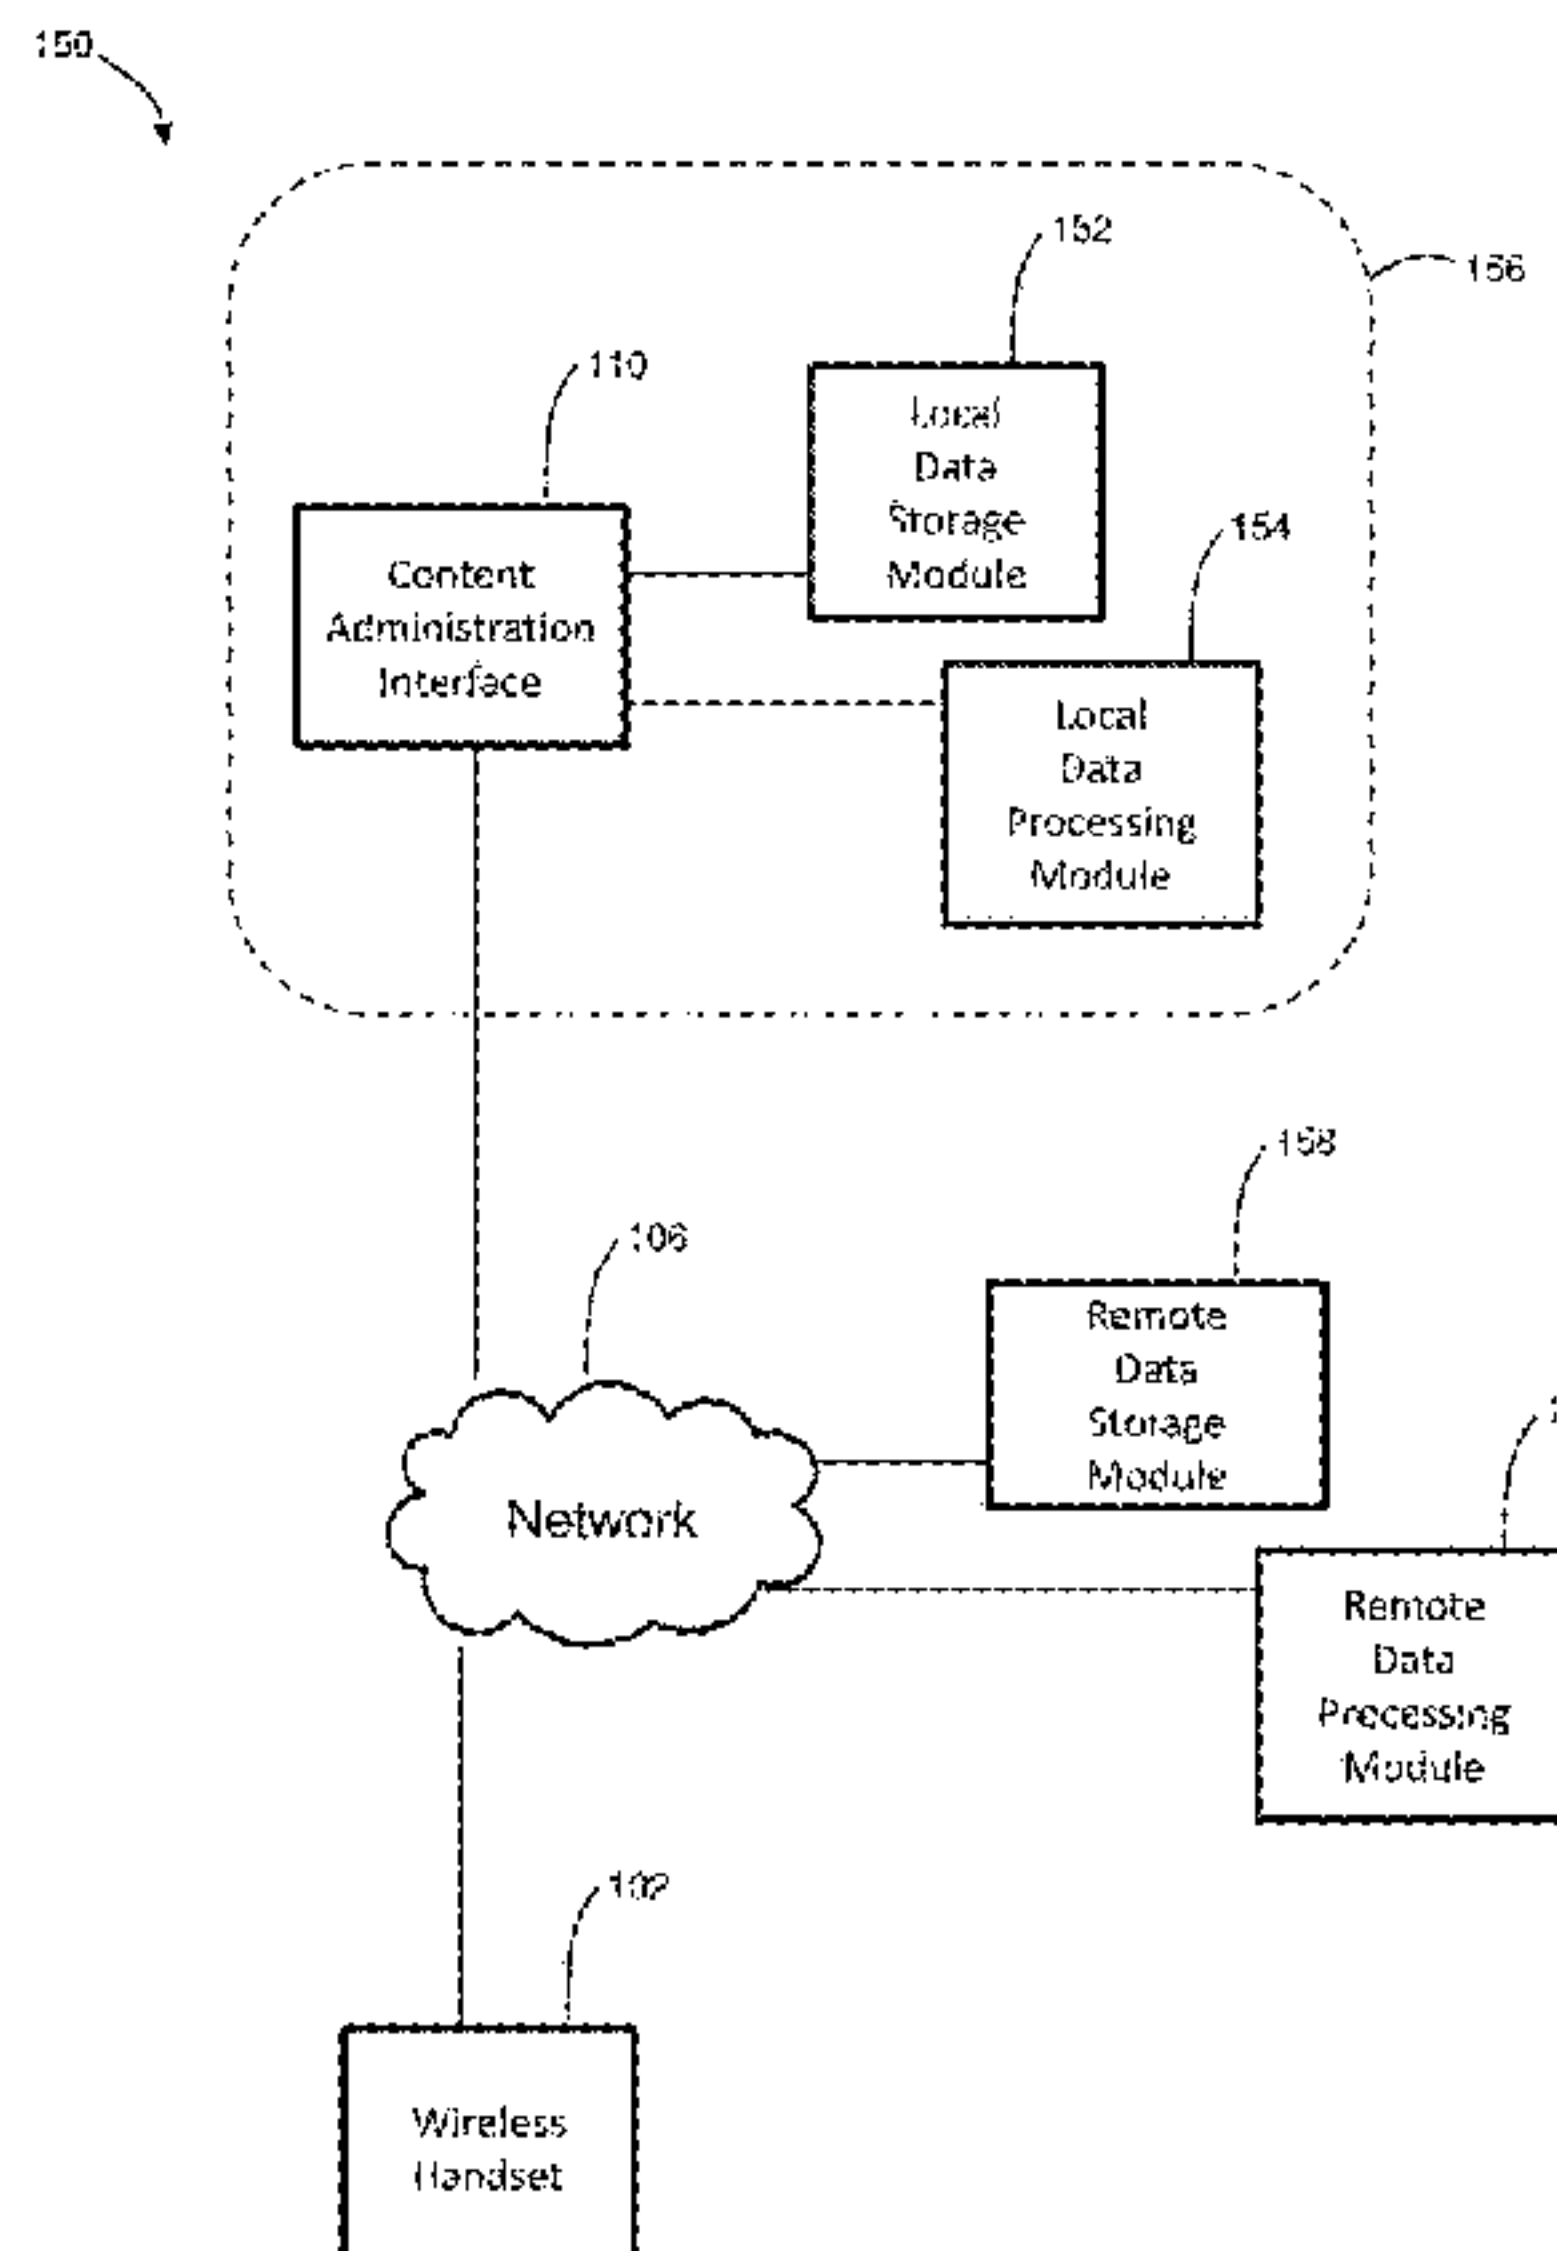 150
152
156
110
Local
Data
Storage
Module
154
Content
Administration
Interface
Local
Data
Processing
Module
158
106
Remote
Data
Storage
Module
Network
Remote
Data
Processing
Module
102
Wireless
Handset